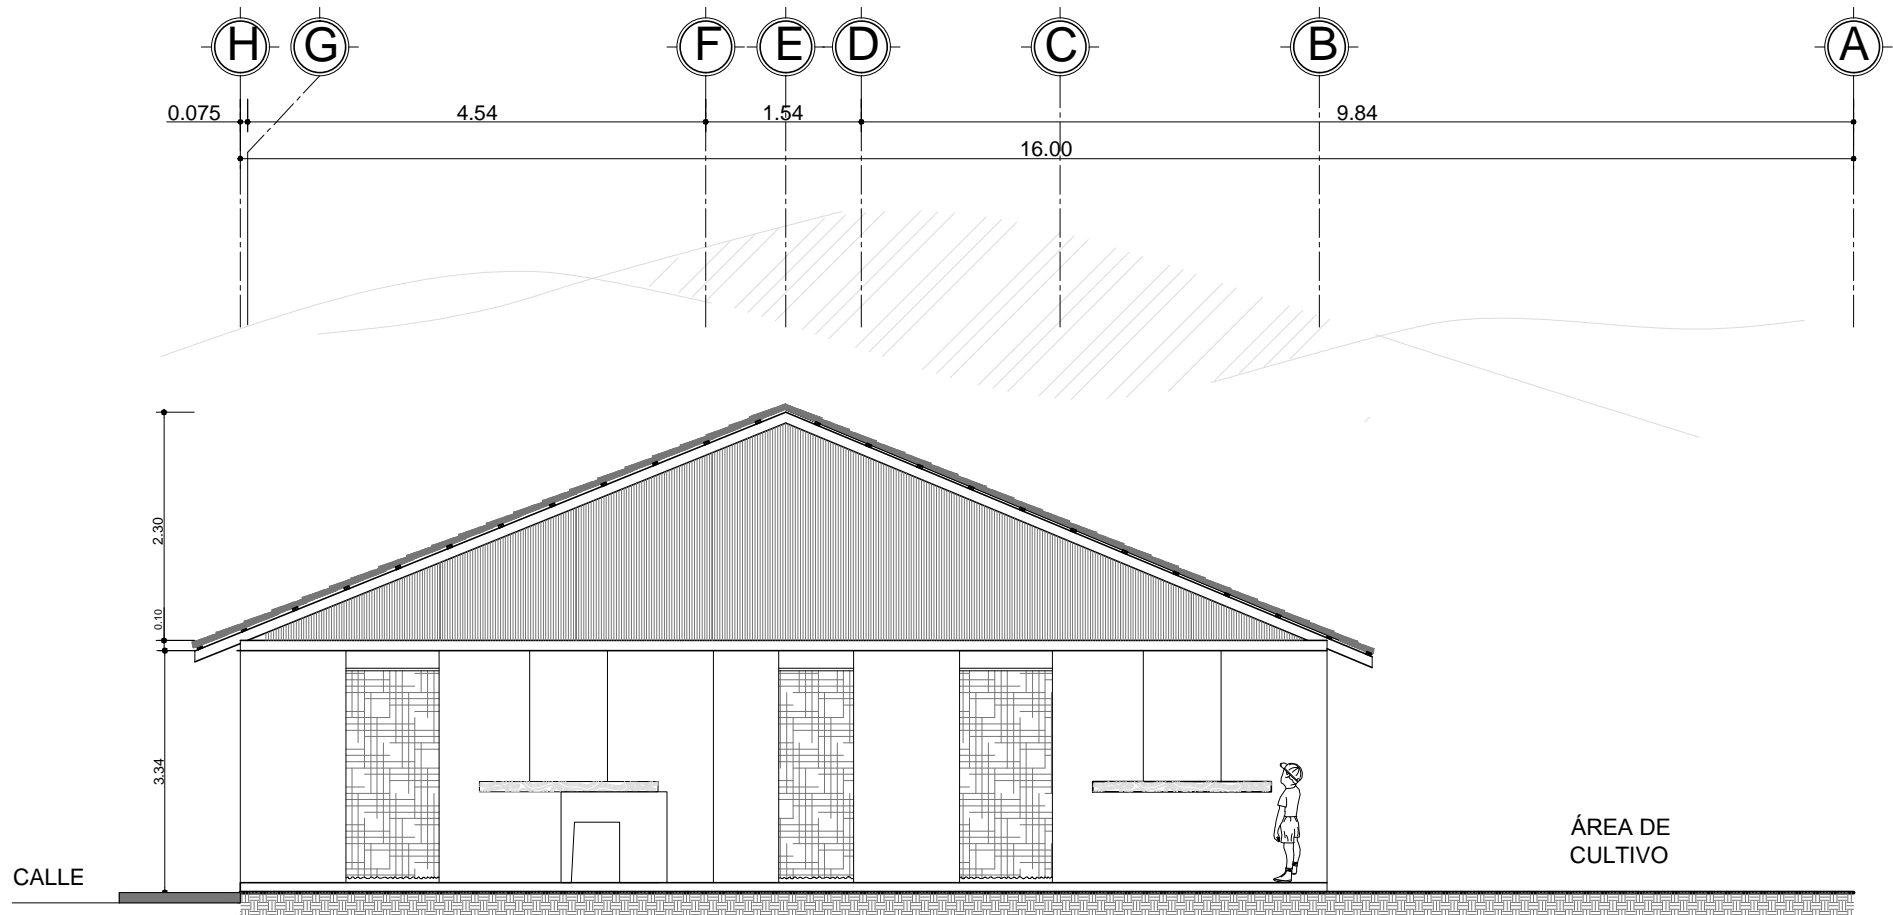 H
G
F
E
D
C
B
A
0.075
4.54
1.54
9.84
16.00
2.30
0.10
3.34
CALLE
ÁREA DE
CULTIVO